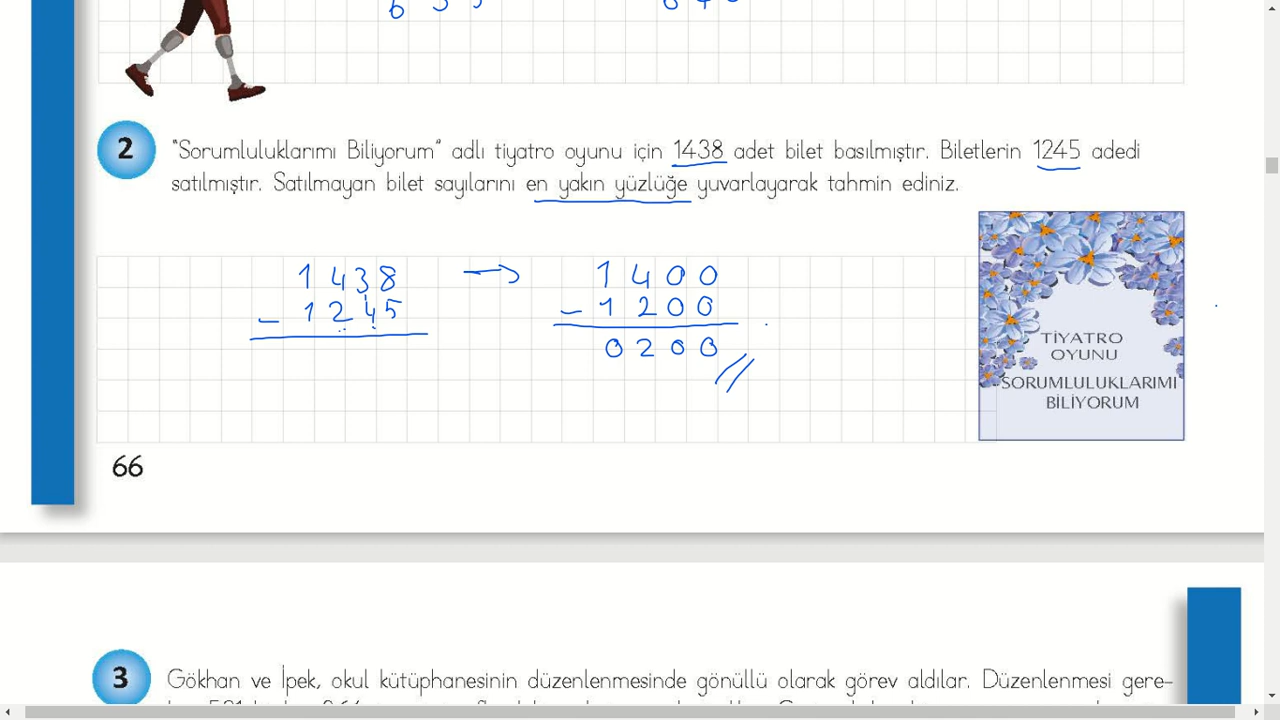 2 "Sorumluluklarımı Biliyorum" adlı tiyatro oyunu için 1438 adet bilet basılmıştır. Biletlerin 1245 adedi
satılmıştır. Satılmayan bilet sayılarını en yakın yüzlüğe yuvarlayarak tahmin ediniz.
1438 → 1400
- 1245 - 1200
0200
TİYATRO
OYUNU
SORUMLULUKLARIMI
BİLİYORUM
66
3 Gökhan ve İpek, okul kütüphanesinin düzenlenmesinde gönüllü olarak görev aldılar. Düzenlenmesi gere-